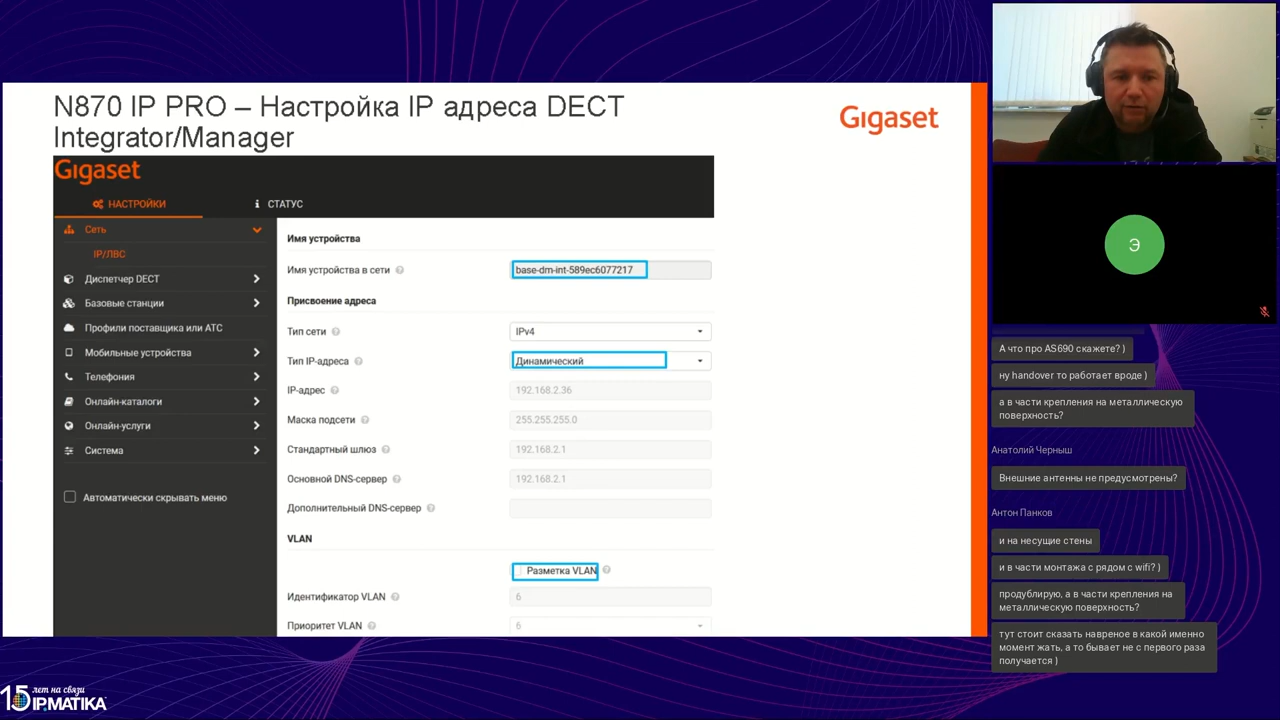 N870 IP PRO – Настройка IP адреса DECT
Integrator/Manager
Gigaset
Gigaset
НАСТРОЙКИ
СТАТУС
Сеть
IP/ЛВС
Диспетчер DECT
Базовые станции
Профили поставщика или АТС
Мобильные устройства
Телефония
Онлайн-каталоги
Онлайн-услуги
Система
Автоматически скрывать меню
Имя устройства
Имя устройства в сети
base-dm-int-589ec6077217
Присвоение адреса
Тип сети
IPv4
Тип IP-адреса
Динамический
IP-адрес
192.168.2.36
Маска подсети
255.255.255.0
Стандартный шлюз
192.168.2.1
Основной DNS-сервер
192.168.2.1
Дополнительный DNS-сервер
VLAN
Разметка VLAN
Идентификатор VLAN
6
Приоритет VLAN
6
Э
А что про AS690 скажете? )
ну handover то работает вроде )
а в части крепления на металлическую
поверхность?
Анатолий Черныш
Внешние антенны не предусмотрены?
Антон Панков
и на несущие стены
и в части монтажа с рядом с wifi? )
продублирую, а в части крепления на
металлическую поверхность?
тут стоит сказать навреное в какой именно
момент жать, а то бывает не с первого раза
получается )
15 лет на связи
IPMATИKA